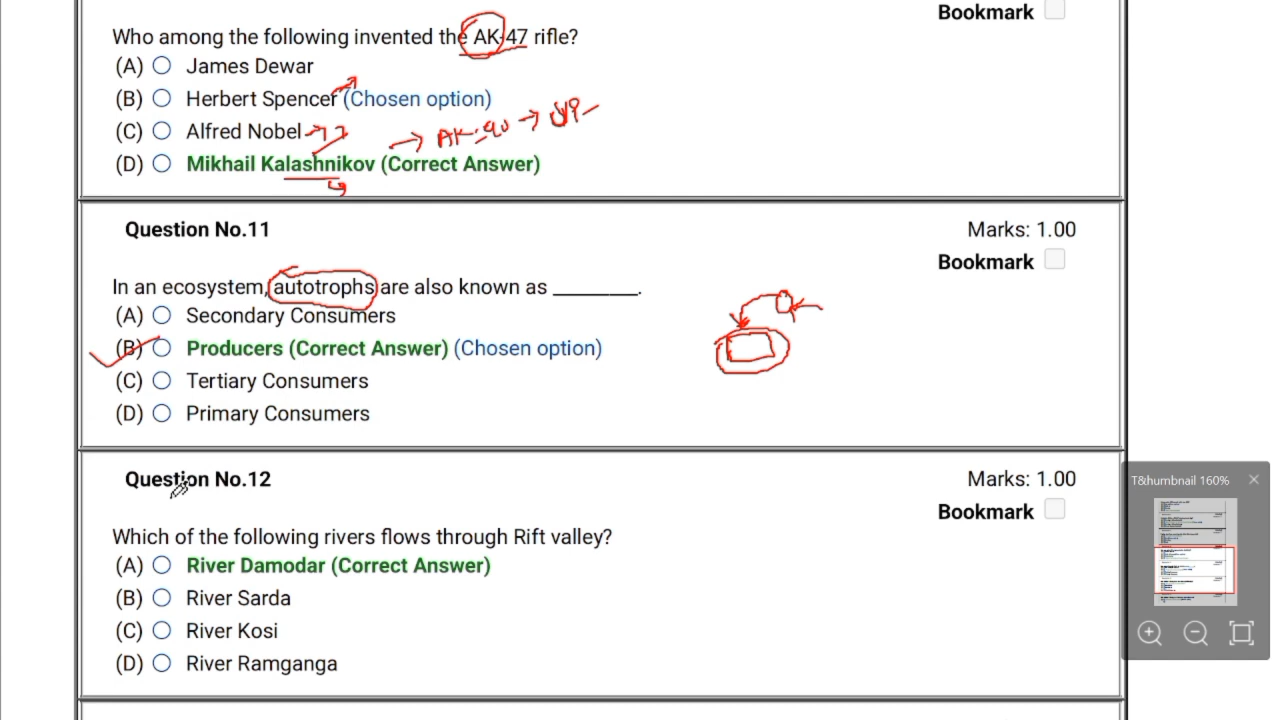 Bookmark
Who among the following invented the AK-47 rifle?
(A) James Dewar
(B) Herbert Spencer (Chosen option)
(C) Alfred Nobel
(D) Mikhail Kalashnikov (Correct Answer)
Question No.11 Marks: 1.00
Bookmark
In an ecosystem, autotrophs are also known as ________.
(A) Secondary Consumers
(B) Producers (Correct Answer) (Chosen option)
(C) Tertiary Consumers
(D) Primary Consumers
Question No.12 Marks: 1.00
Bookmark
Which of the following rivers flows through Rift valley?
(A) River Damodar (Correct Answer)
(B) River Sarda
(C) River Kosi
(D) River Ramganga
T&humbnail 160%